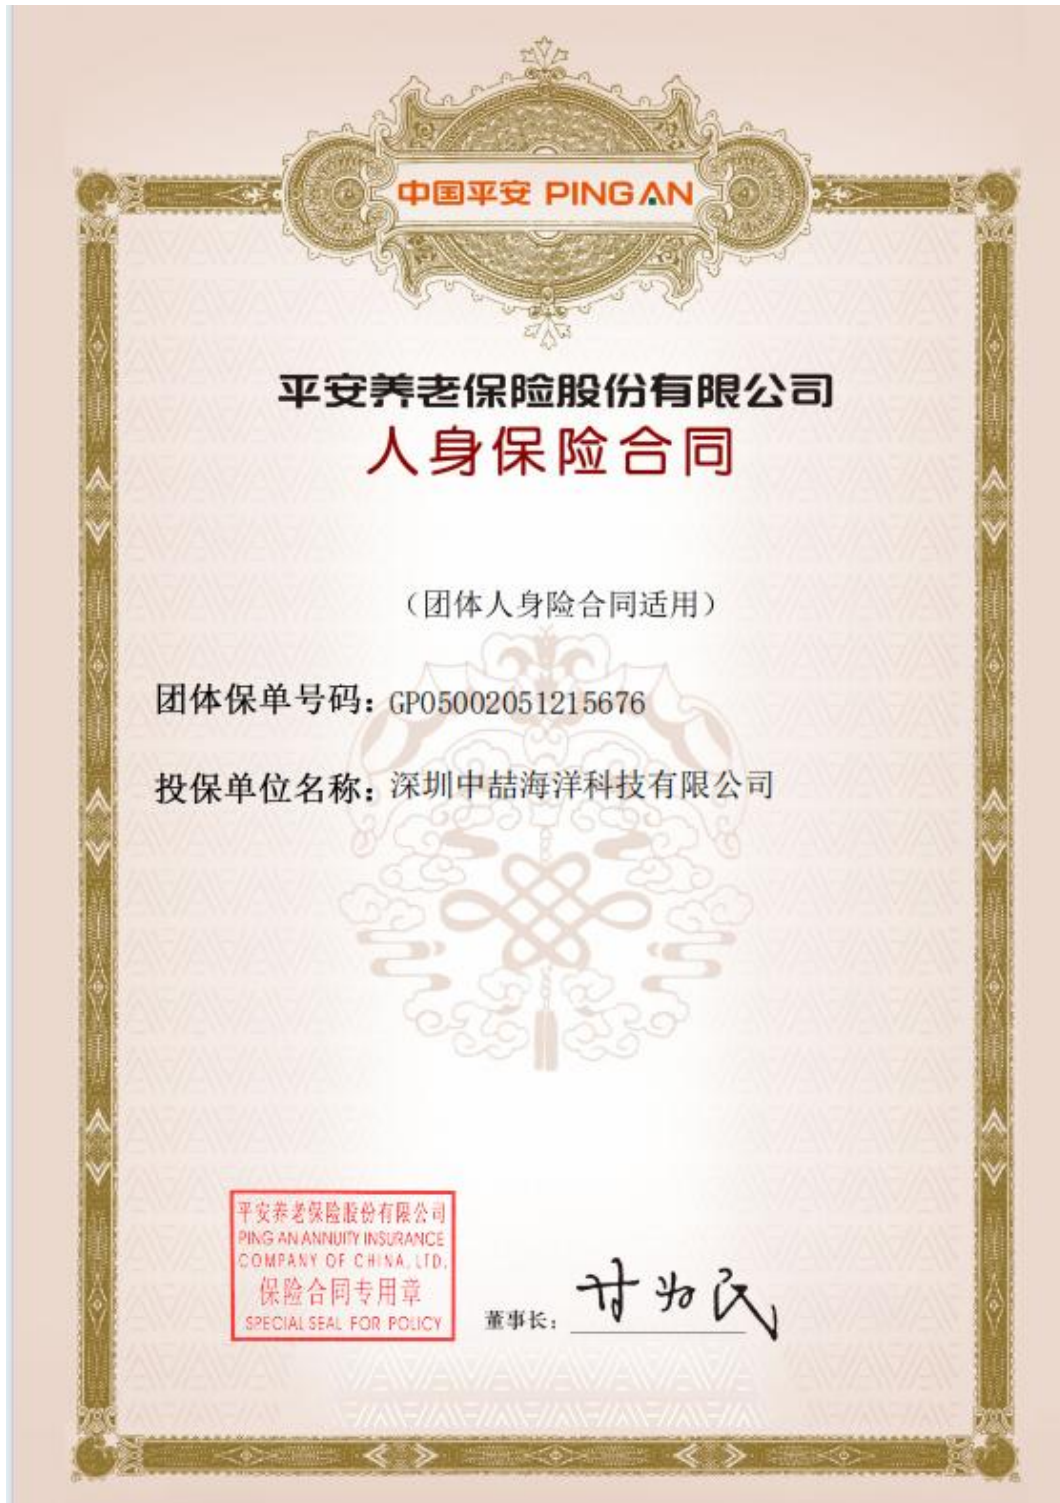 中国平安 PINGAN
平安养老保险股份有限公司
人身保险合同
（团体人身险合同适用）
团体保单号码：GP05002051215676
投保单位名称：深圳中喆海洋科技有限公司
平安养老保险股份有限公司
PING AN ANNUITY INSURANCE
COMPANY OF CHINA, LTD.
保险合同专用章
SPECIAL SEAL FOR POLICY
董事长：甘为民